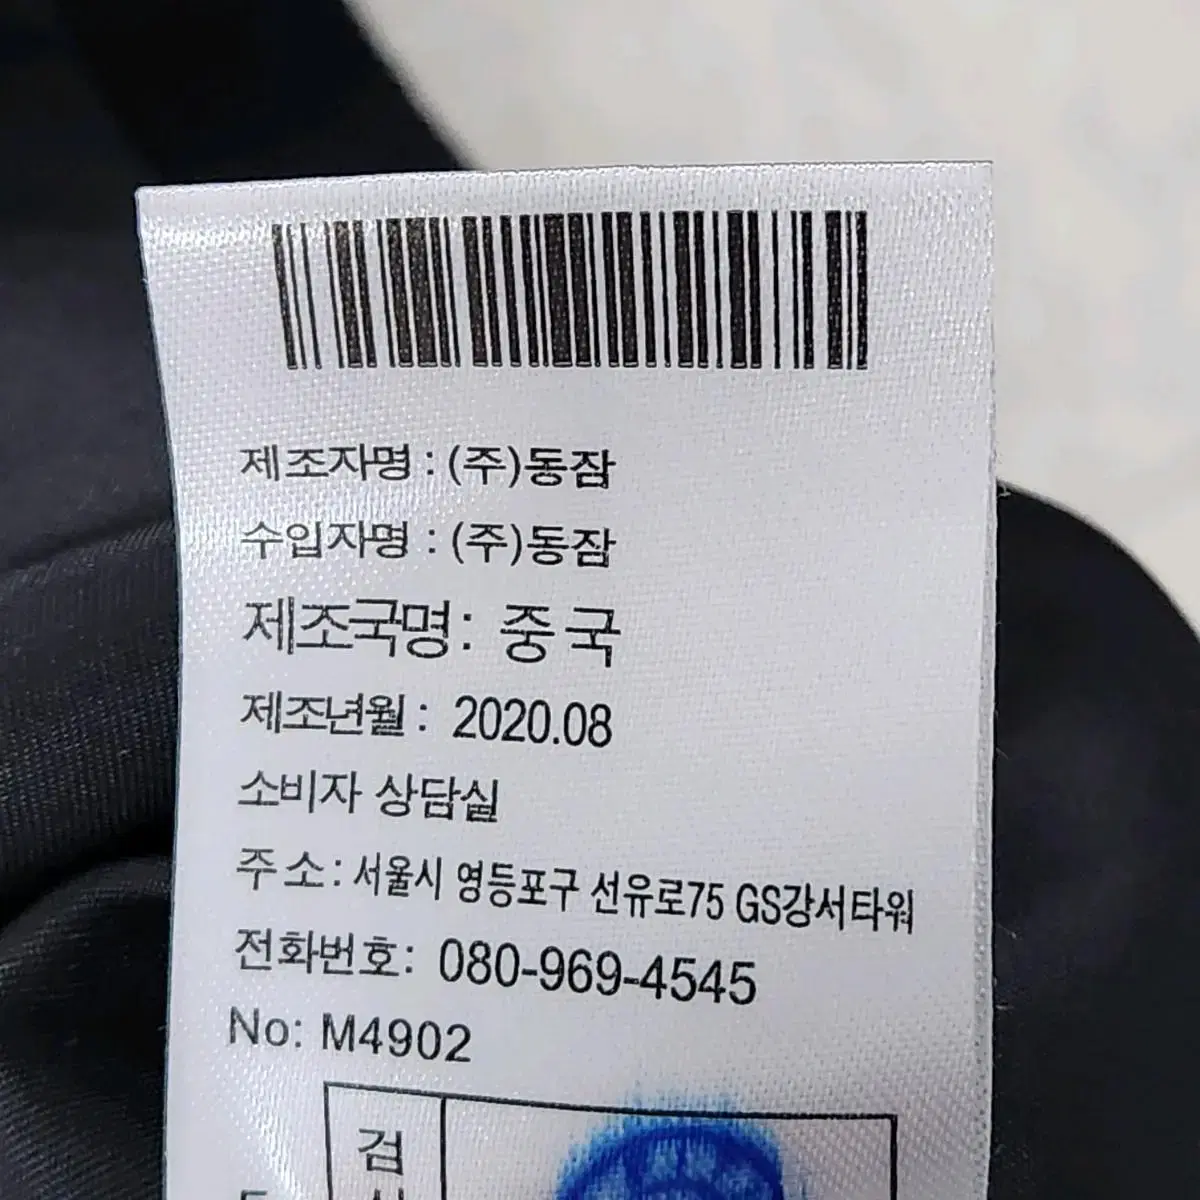 제조자명 : (주)동잠
수입자명 : (주)동잠
제조국명: 중국
제조년월 : 2020.08
소비자 상담실
주 소 : 서울시 영등포구 선유로75 GS강서타워
전화번호: 080-969-4545
No: M4902
검